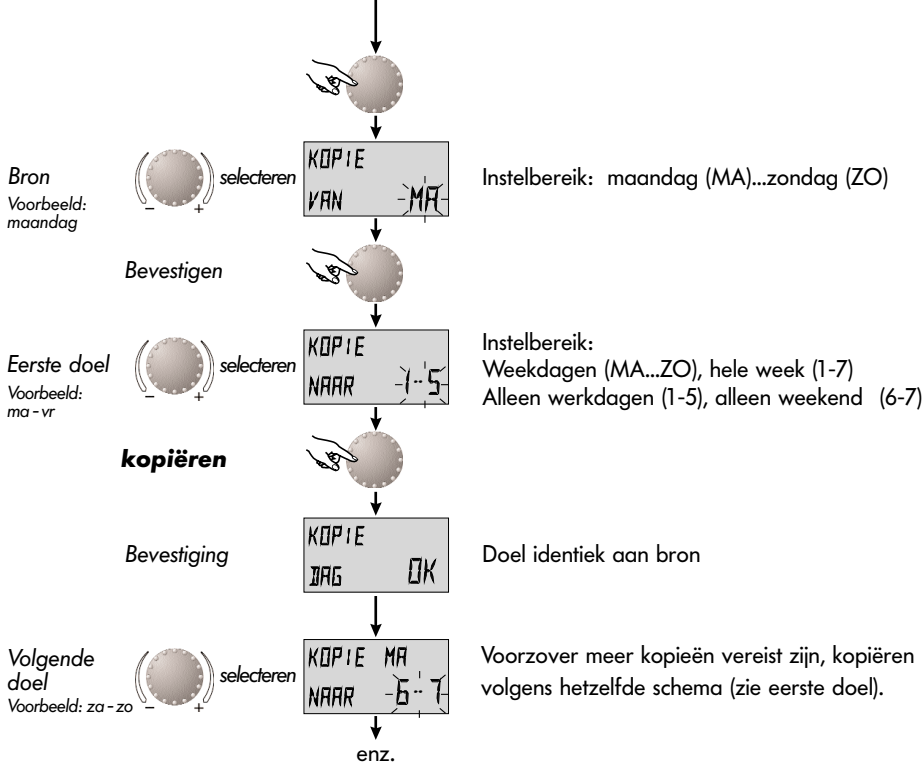 Bron
Voorbeeld:
maandag
- +
selecteren
KOPIE
VAN MA
Instelbereik: maandag (MA)...zondag (ZO)
Bevestigen
Eerste doel
Voorbeeld:
ma-vr
- +
selecteren
KOPIE
NAAR 1-5
Instelbereik:
Weekdagen (MA...ZO), hele week (1-7)
Alleen werkdagen (1-5), alleen weekend (6-7)
kopiëren
Bevestiging
KOPIE
DAG OK
Doel identiek aan bron
Volgende
doel
Voorbeeld: za-zo
- +
selecteren
KOPIE MA
NAAR 6-7
Voorzover meer kopieën vereist zijn, kopiëren
volgens hetzelfde schema (zie eerste doel).
enz.